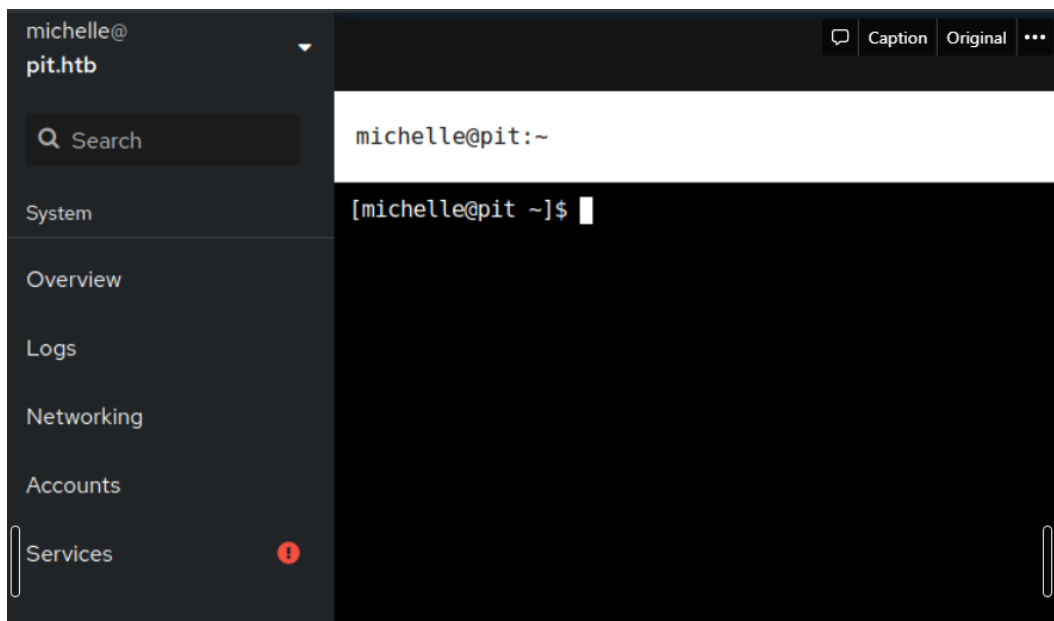 michelle@
pit.htb
Caption Original •••
Search
michelle@pit:~
System
[michelle@pit ~]$
Overview
Logs
Networking
Accounts
Services